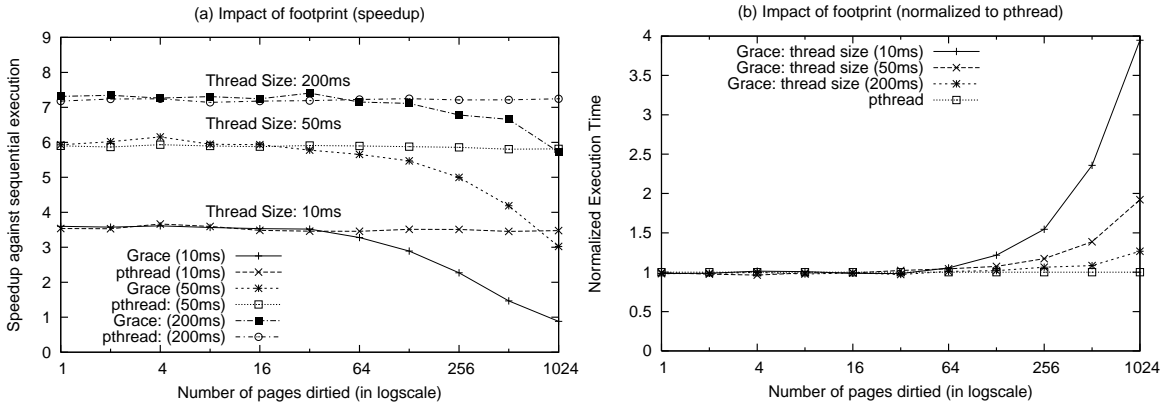 (a) Impact of footprint (speedup)
9
8
7
6
5
4
3
2
1
0
Speedup against sequential execution
Thread Size: 200ms
Thread Size: 50ms
Thread Size: 10ms
Grace (10ms)
pthread (10ms)
Grace (50ms)
pthread: (50ms)
Grace: (200ms)
pthread: (200ms)
1 4 16 64 256 1024
Number of pages dirtied (in logscale)
(b) Impact of footprint (normalized to pthread)
4
3.5
3
2.5
2
1.5
1
0.5
0
Normalized Execution Time
Grace: thread size (10ms)
Grace: thread size (50ms)
Grace: thread size (200ms)
pthread
1 4 16 64 256 1024
Number of pages dirtied (in logscale)